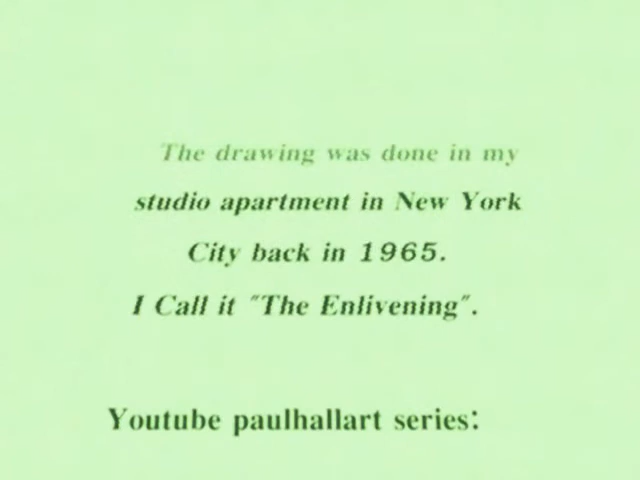 The drawing was done in my
studio apartment in New York
City back in 1965.
I Call it "The Enlivening".
Youtube paulhallart series: